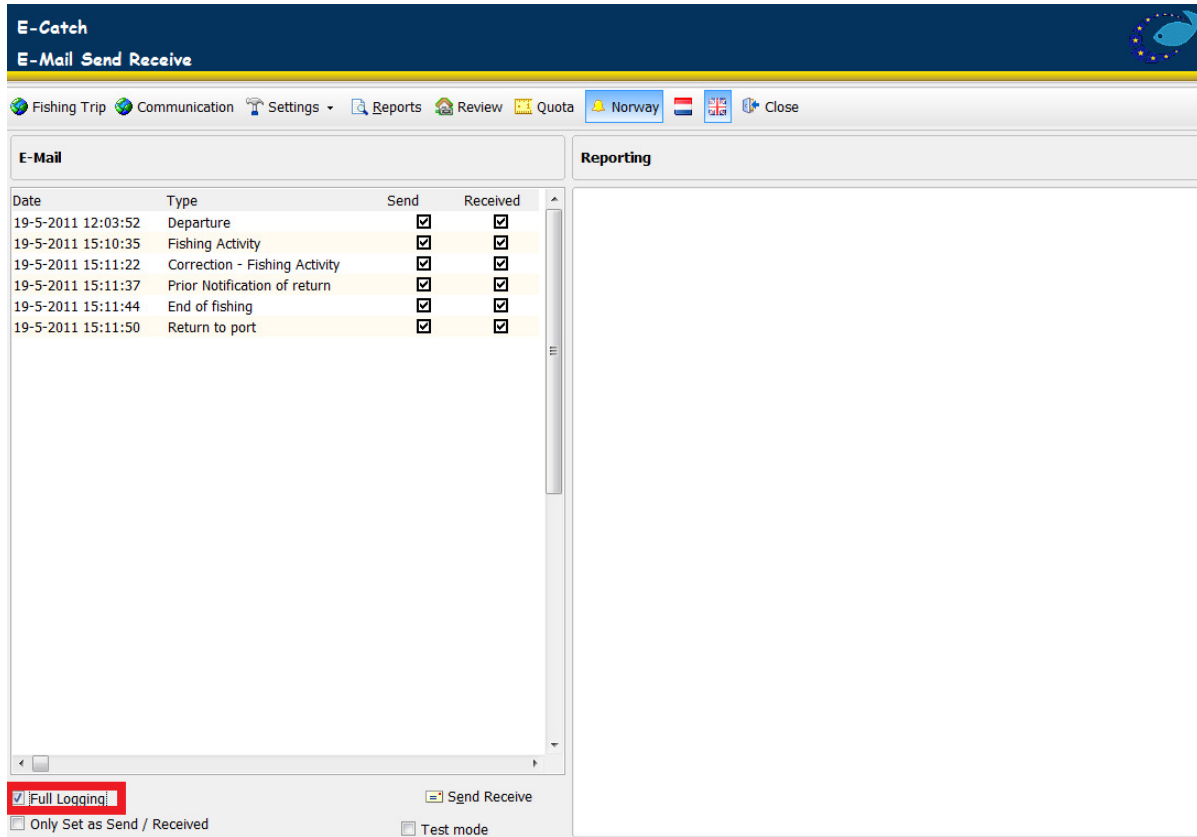 E-Catch
E-Mail Send Receive
Fishing Trip Communication Settings Reports Review Quota Norway Close
E-Mail
Reporting
Date Type Send Received
19-5-2011 12:03:52 Departure
19-5-2011 15:10:35 Fishing Activity
19-5-2011 15:11:22 Correction - Fishing Activity
19-5-2011 15:11:37 Prior Notification of return
19-5-2011 15:11:44 End of fishing
19-5-2011 15:11:50 Return to port
Full Logging
Send Receive
Only Set as Send / Received
Test mode